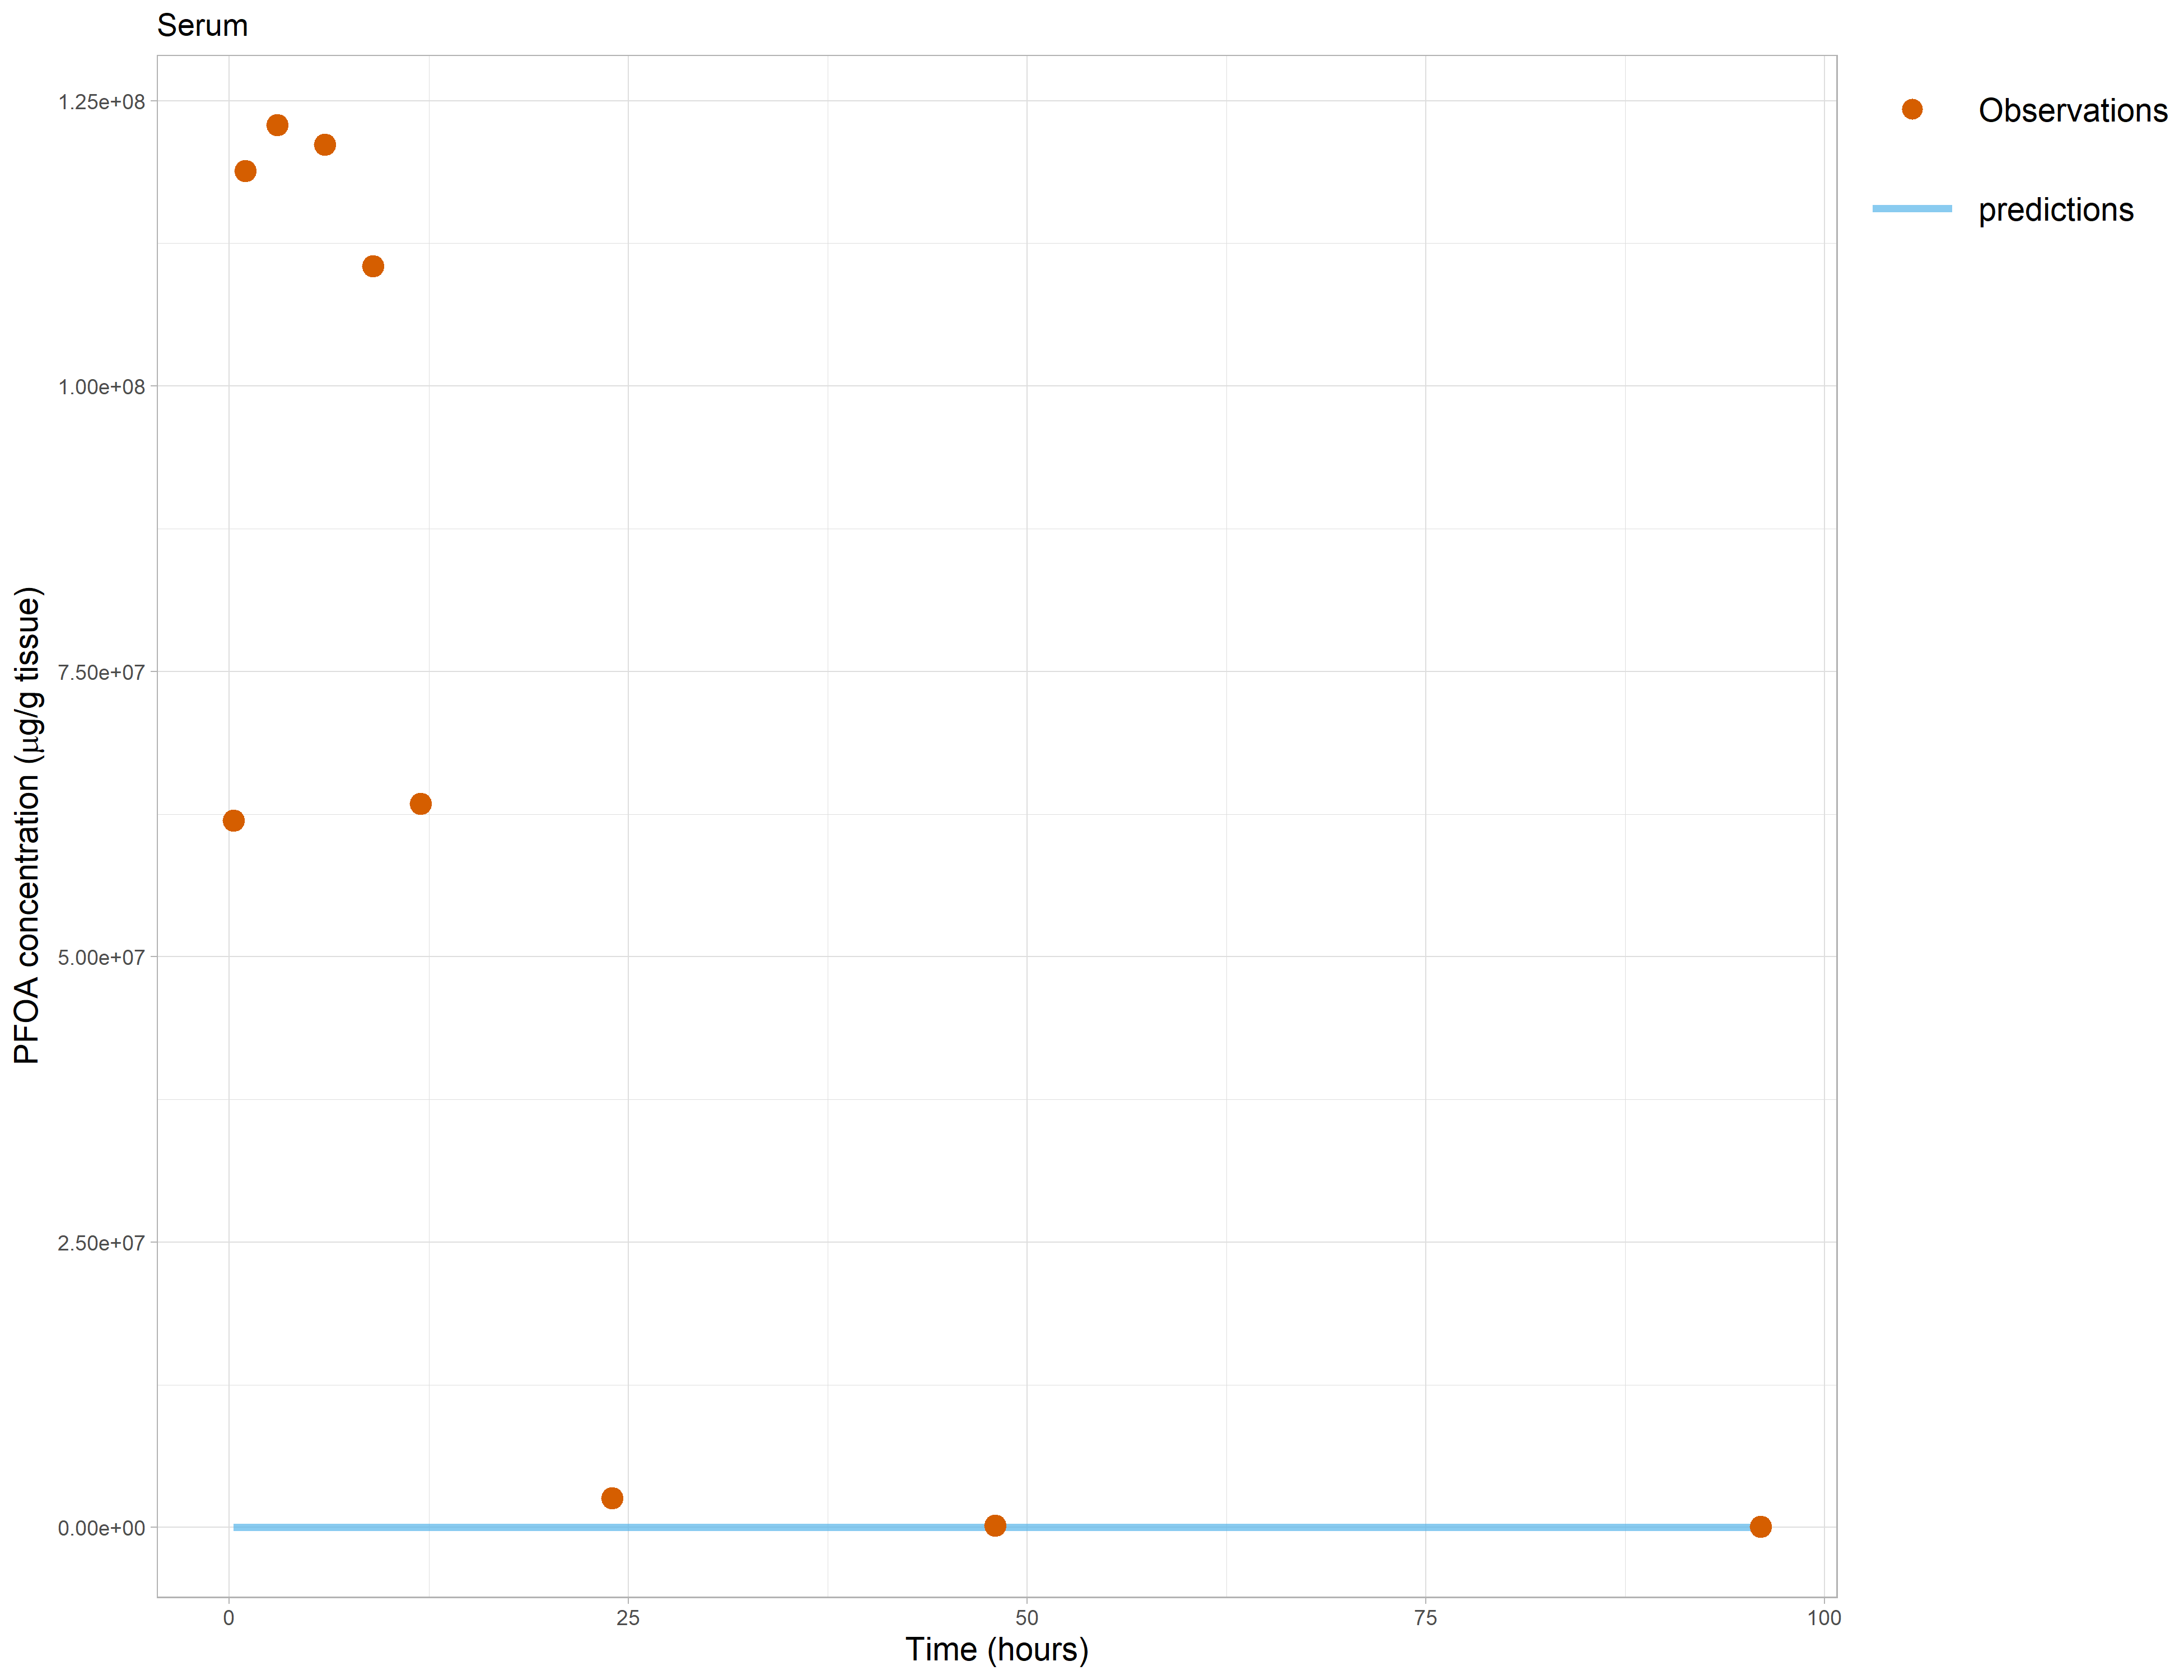 Serum
1.25e+08
1.00e+08
7.50e+07
5.00e+07
2.50e+07
0.00e+00
PFOA concentration (μg/g tissue)
0 25 50 75 100
Time (hours)
Observations
predictions